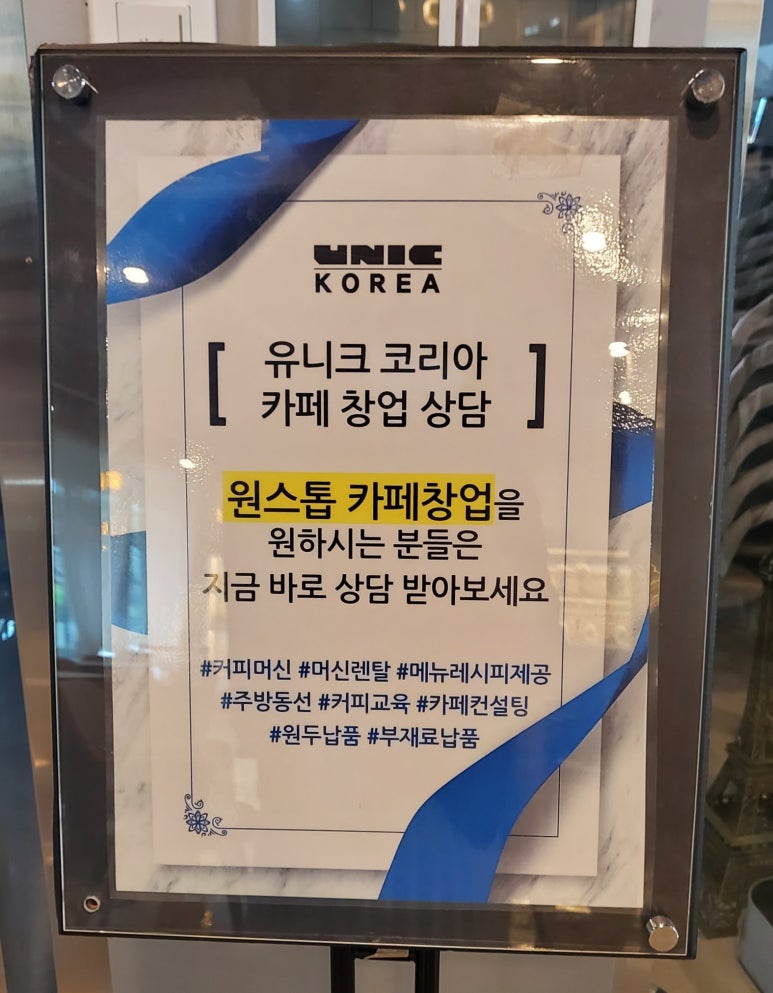 UNIC
KOREA
[ 유니크 코리아
카페 창업 상담 ]
원스톱 카페창업을
원하시는 분들은
지금 바로 상담 받아보세요
#커피머신 #머신렌탈 #메뉴레시피제공
#주방동선 #커피교육 #카페컨설팅
#원두납품 #부재료납품